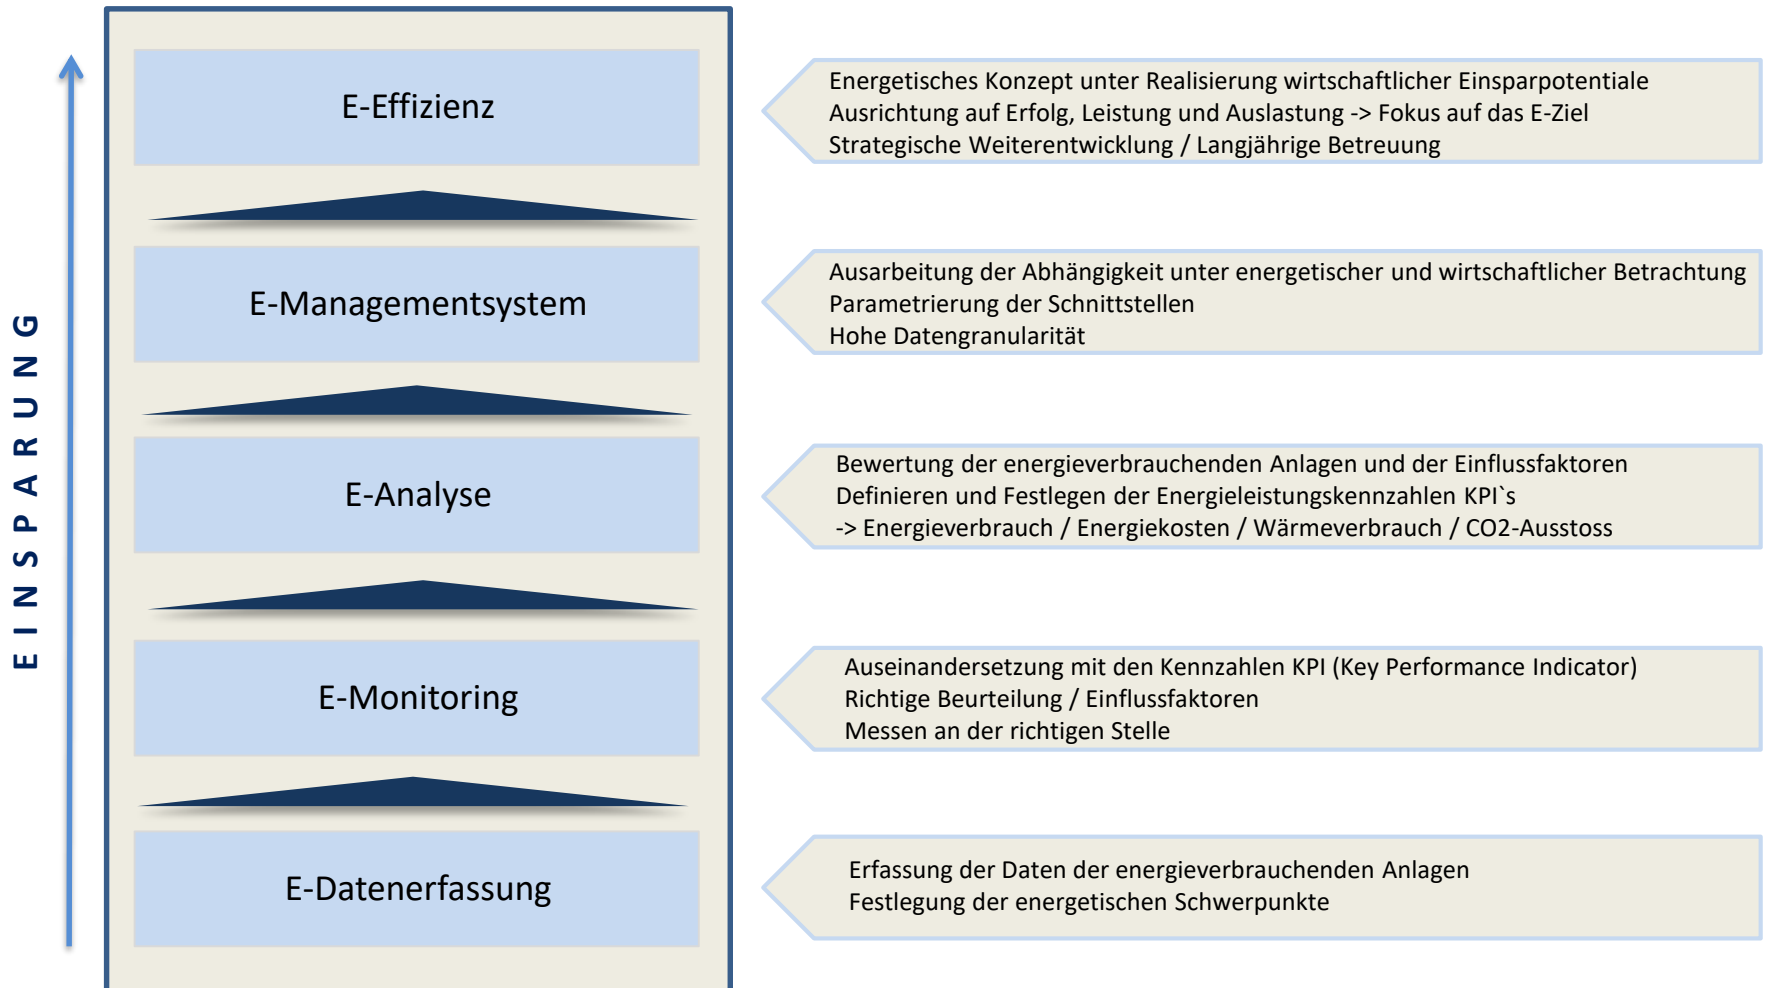 EINSPARUNG
E-Effizienz
Energetisches Konzept unter Realisierung wirtschaftlicher Einsparpotentiale
Ausrichtung auf Erfolg, Leistung und Auslastung -> Fokus auf das E-Ziel
Strategische Weiterentwicklung / Langjährige Betreuung
E-Managementsystem
Ausarbeitung der Abhängigkeit unter energetischer und wirtschaftlicher Betrachtung
Parametrierung der Schnittstellen
Hohe Datengranularität
E-Analyse
Bewertung der energieverbrauchenden Anlagen und der Einflussfaktoren
Definieren und Festlegen der Energieleistungskennzahlen KPI`s
-> Energieverbrauch / Energiekosten / Wärmeverbrauch / CO2-Ausstoss
E-Monitoring
Auseinandersetzung mit den Kennzahlen KPI (Key Performance Indicator)
Richtige Beurteilung / Einflussfaktoren
Messen an der richtigen Stelle
E-Datenerfassung
Erfassung der Daten der energieverbrauchenden Anlagen
Festlegung der energetischen Schwerpunkte